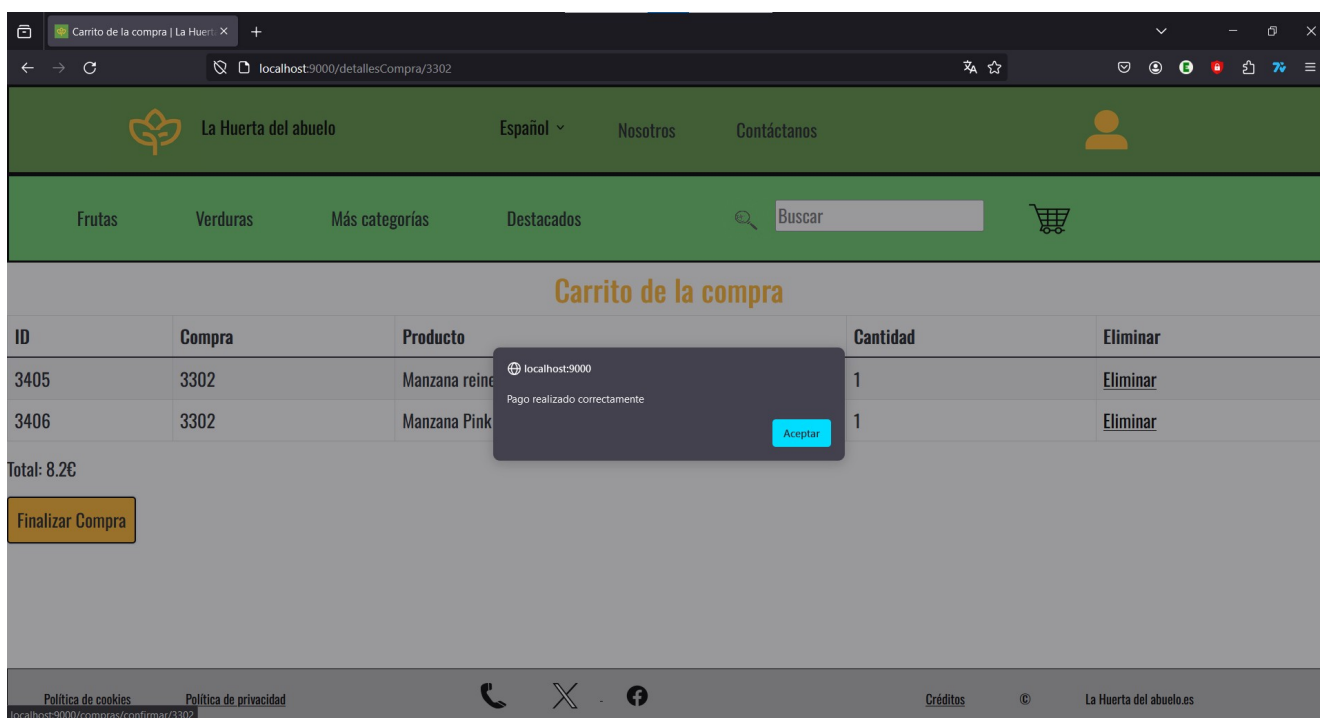 Carrito de la compra | La Huert
localhost:9000/detallesCompra/3302
La Huerta del abuelo Español Nosotros Contáctanos
Frutas Verduras Más categorías Destacados Buscar
Carrito de la compra
ID Compra Producto Cantidad Eliminar
3405 3302 Manzana reine 1 Eliminar
3406 3302 Manzana Pink 1 Eliminar
localhost:9000
Pago realizado correctamente
Aceptar
Total: 8.2€
Finalizar Compra
Política de cookies Política de privacidad Créditos © La Huerta del abuelo.es
localhost:9000/compras/confirmar/3302